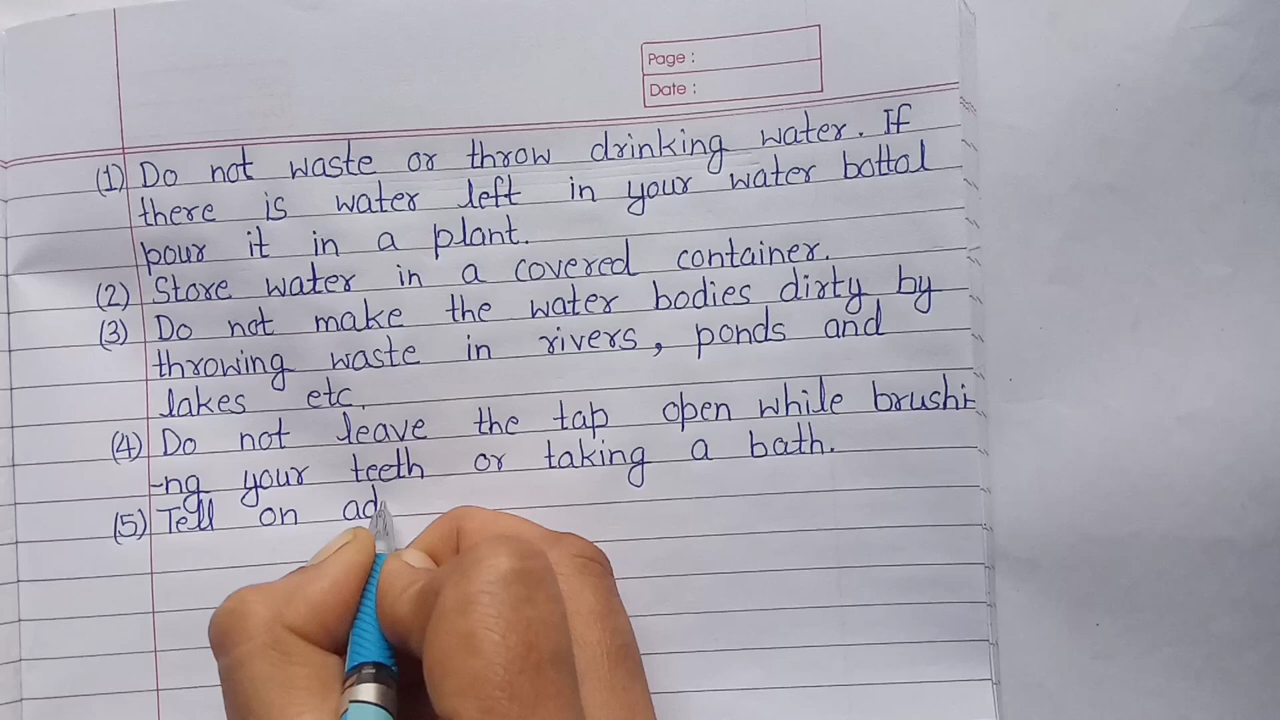 Page :
Date :
(1) Do not waste or throw drinking water. If
there is water left in your water bottal
pour it in a plant.
(2) Store water in a covered container.
(3) Do not make the water bodies dirty by
throwing waste in rivers, ponds and
lakes etc.
(4) Do not leave the tap open while brushi
-ng your teeth or taking a bath.
(5) Tell on ad